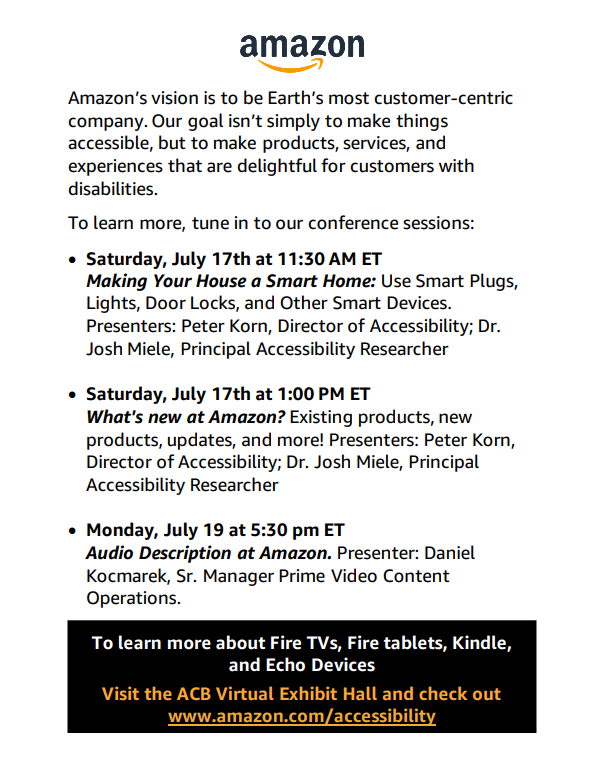 amazon
Amazon’s vision is to be Earth’s most customer-centric
company. Our goal isn’t simply to make things
accessible, but to make products, services, and
experiences that are delightful for customers with
disabilities.
To learn more, tune in to our conference sessions:
• Saturday, July 17th at 11:30 AM ET
Making Your House a Smart Home: Use Smart Plugs,
Lights, Door Locks, and Other Smart Devices.
Presenters: Peter Korn, Director of Accessibility; Dr.
Josh Miele, Principal Accessibility Researcher
• Saturday, July 17th at 1:00 PM ET
What's new at Amazon? Existing products, new
products, updates, and more! Presenters: Peter Korn,
Director of Accessibility; Dr. Josh Miele, Principal
Accessibility Researcher
• Monday, July 19 at 5:30 pm ET
Audio Description at Amazon. Presenter: Daniel
Kocmarek, Sr. Manager Prime Video Content
Operations.
To learn more about Fire TVs, Fire tablets, Kindle,
and Echo Devices
Visit the ACB Virtual Exhibit Hall and check out
www.amazon.com/accessibility